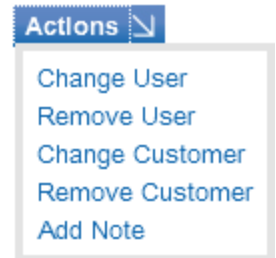 Actions
Change User
Remove User
Change Customer
Remove Customer
Add Note